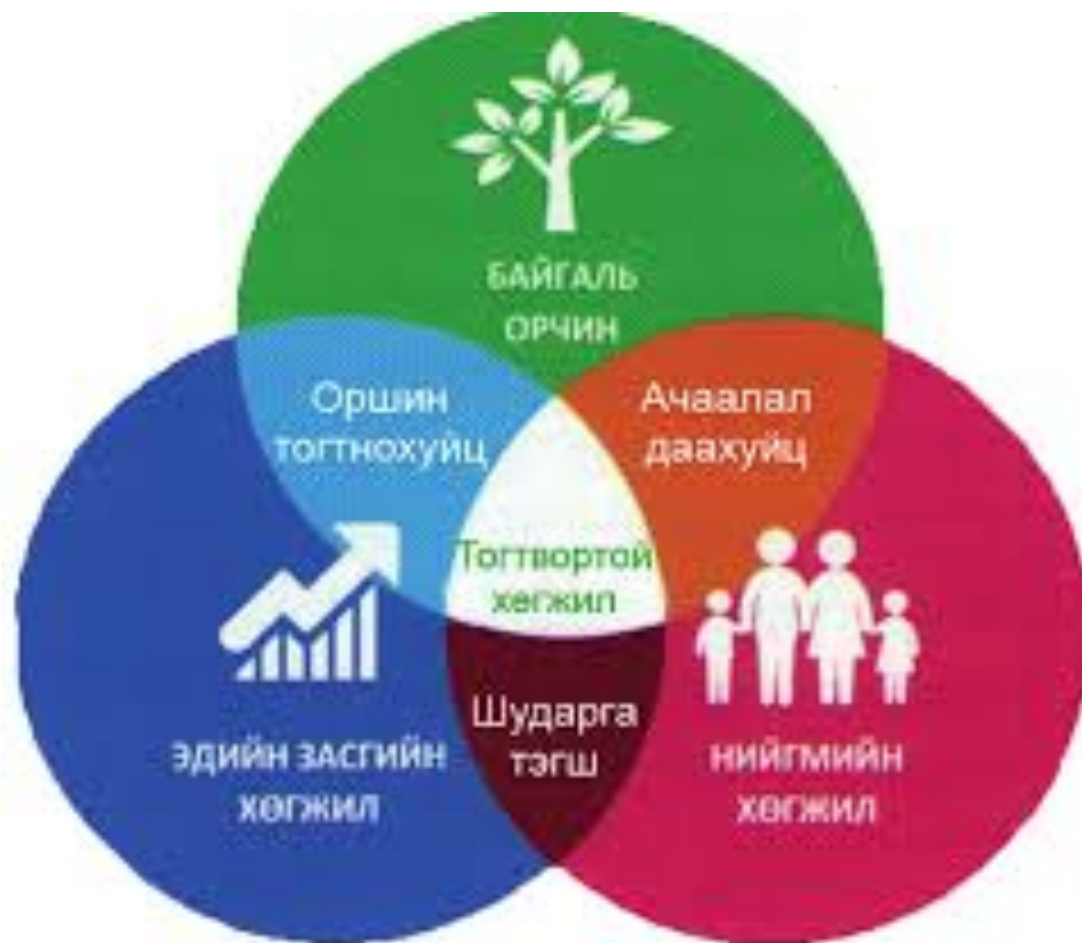 БАЙГАЛЬ
ОРЧИН
Оршин
тогтнохуйц
Ачаалал
даахуйц
Тогтвортой
хөгжил
Шударга
тэгш
ЭДИЙН ЗАСГИЙН
ХӨГЖИЛ
НИЙГМИЙН
ХӨГЖИЛ